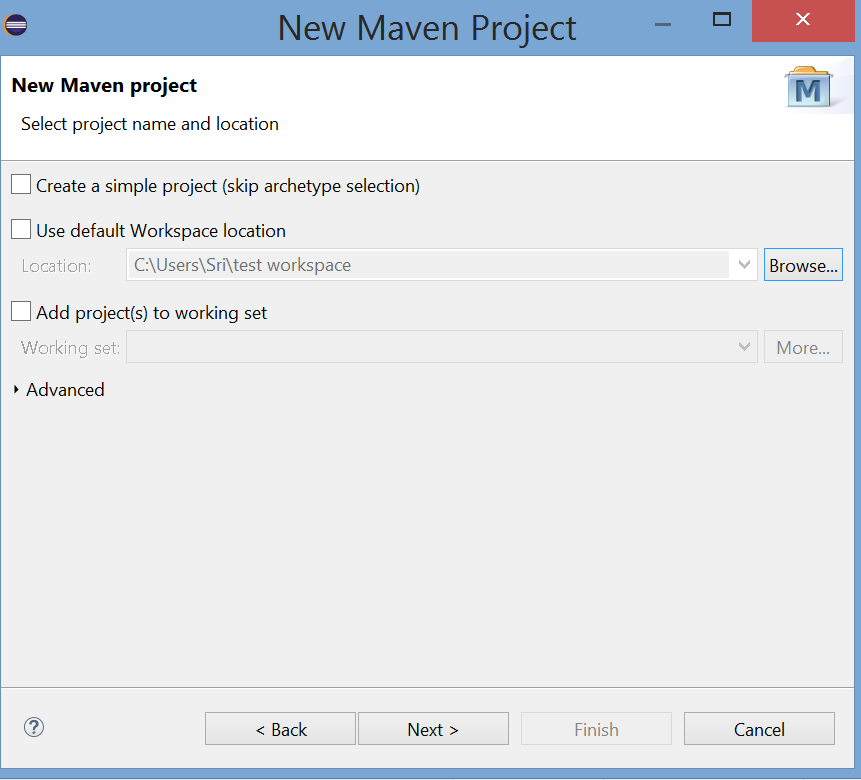 New Maven Project
New Maven project
M
Select project name and location
Create a simple project (skip archetype selection)
Use default Workspace location
Location: C:\Users\Sri\test workspace Browse...
Add project(s) to working set
Working set: More...
Advanced
? < Back Next > Finish Cancel